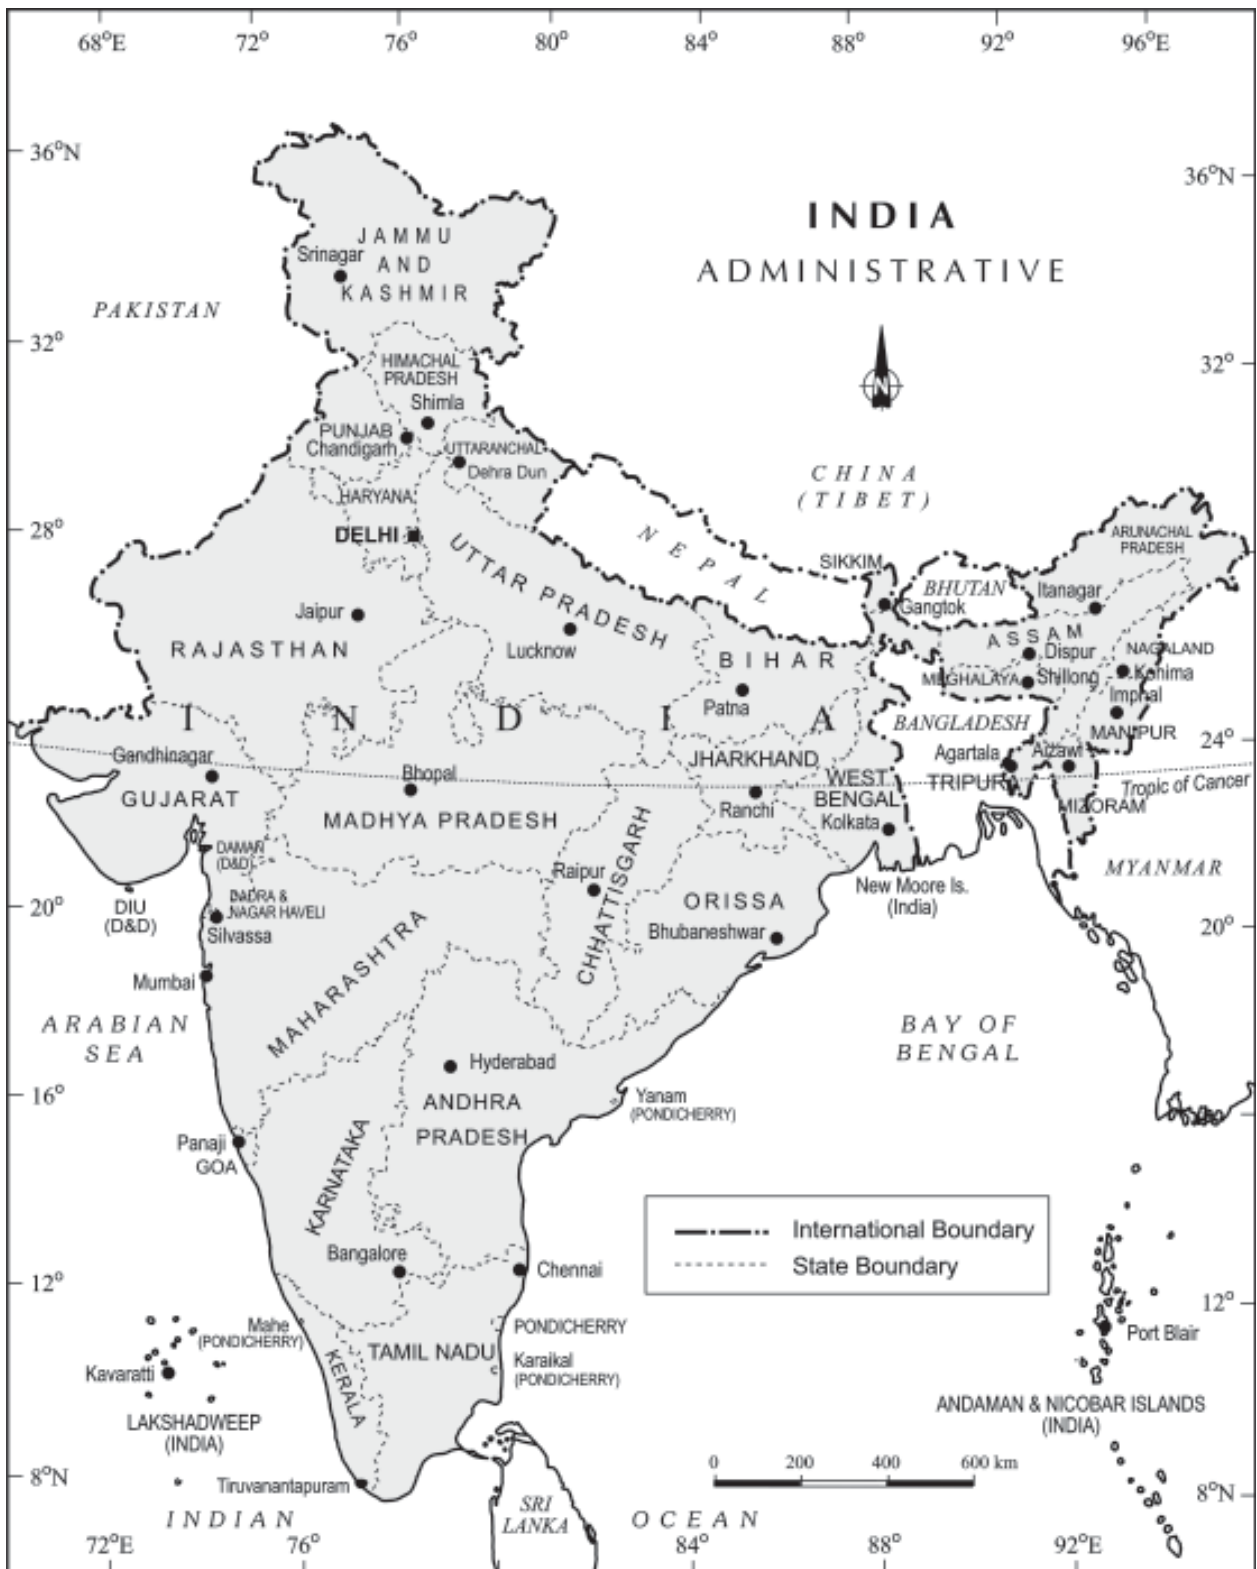 68°E 72° 76° 80° 84° 88° 92° 96°E
36°N
36°N
INDIA
ADMINISTRATIVE
JAMMU
AND
KASHMIR
Srinagar
PAKISTAN
32°
32°
N
HIMACHAL
PRADESH
Shimla
PUNJAB
Chandigarh
UTTARANCHAL
Dehra Dun
CHINA
(TIBET)
HARYANA
28°
28°
DELHI
NEPAL
UTTAR PRADESH
SIKKIM
BHUTAN
Gangtok
ARUNACHAL
PRADESH
Itanagar
Jaipur
RAJASTHAN
Lucknow
BIHAR
Patna
ASSAM
Dispur
NAGALAND
Kohima
MEGHALAYA
Shillong
Imphal
MANIPUR
INDIA
BANGLADESH
24°
Gandhinagar
GUJARAT
Bhopal
MADHYA PRADESH
JHARKHAND
Ranchi
WEST
BENGAL
Kolkata
Agartala
TRIPURA
Aizawl
MIZORAM
Tropic of Cancer
MYANMAR
DAMAN
(D&D)
DIU
(D&D)
DADRA &
NAGAR HAVELI
Silvassa
20°
20°
Raipur
CHHATTISGARH
ORISSA
Bhubaneshwar
New Moore Is.
(India)
Mumbai
MAHARASHTRA
ARABIAN
SEA
BAY OF
BENGAL
Hyderabad
ANDHRA
PRADESH
Yanam
(PONDICHERRY)
16°
Panaji
GOA
KARNATAKA
International Boundary
State Boundary
Bangalore
Chennai
12°
12°
Mahe
(PONDICHERRY)
PONDICHERRY
TAMIL NADU
Karaikal
(PONDICHERRY)
KERALA
Port Blair
Kavaratti
LAKSHADWEEP
(INDIA)
ANDAMAN & NICOBAR ISLANDS
(INDIA)
0 200 400 600 km
8°N
8°N
Tiruvanantapuram
SRI
LANKA
INDIAN OCEAN
72°E 76° 84° 88° 92°E